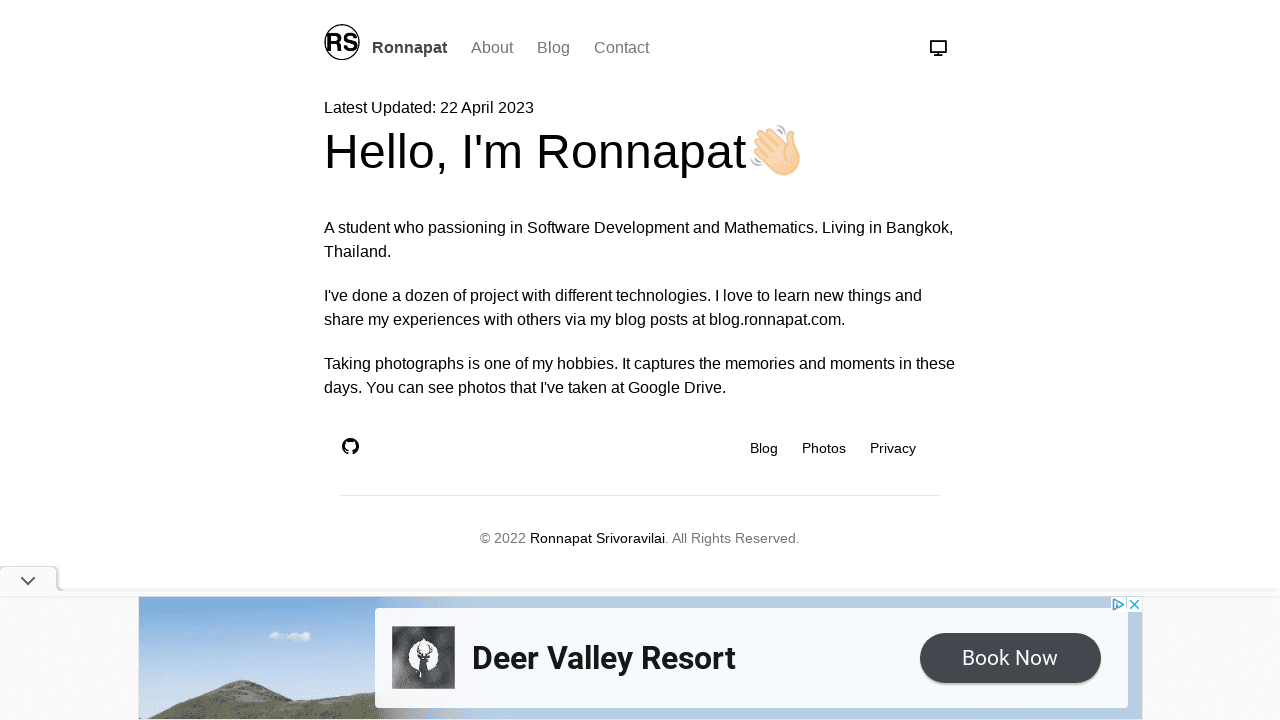 RS
Ronnapat About Blog Contact
Latest Updated: 22 April 2023
Hello, I'm Ronnapat👋🏻
A student who passioning in Software Development and Mathematics. Living in Bangkok,
Thailand.
I've done a dozen of project with different technologies. I love to learn new things and
share my experiences with others via my blog posts at blog.ronnapat.com.
Taking photographs is one of my hobbies. It captures the memories and moments in these
days. You can see photos that I've taken at Google Drive.
Blog Photos Privacy
© 2022 Ronnapat Srivoravilai. All Rights Reserved.
Deer Valley Resort
Book Now